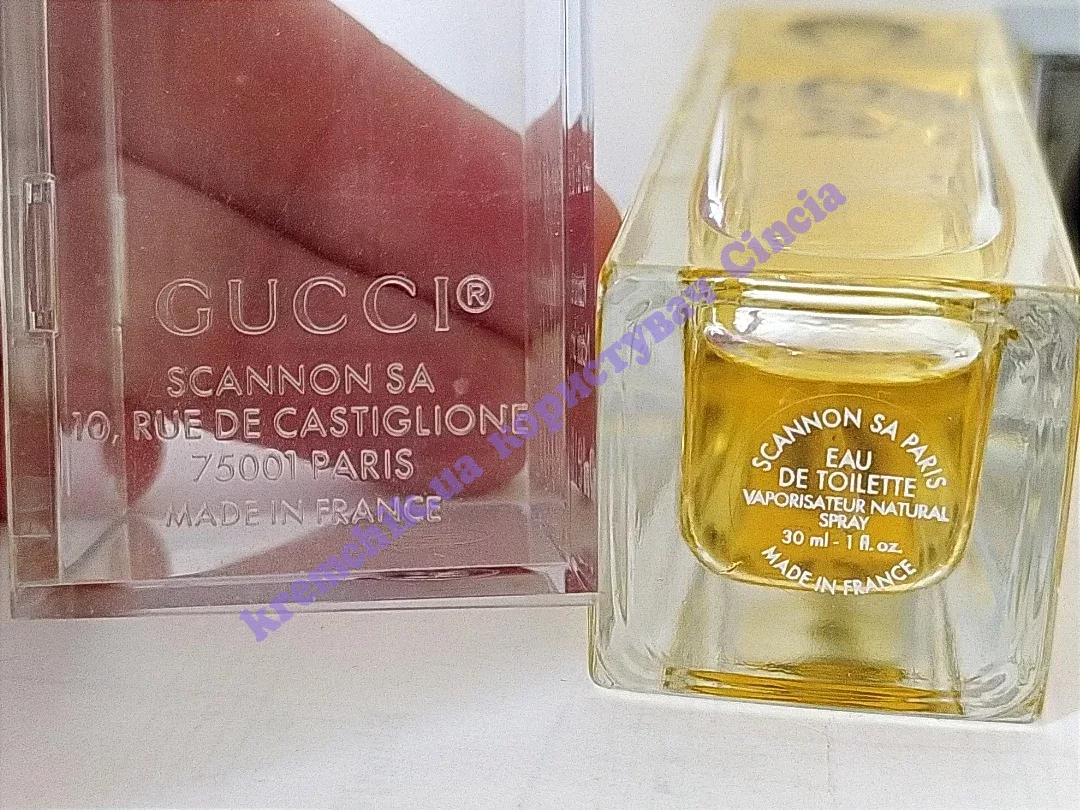 GUCCI®
SCANNON SA
10, RUE DE CASTIGLIONE
75001 PARIS
MADE IN FRANCE
SCANNON SA PARIS
EAU
DE TOILETTE
VAPORISATEUR NATURAL
SPRAY
30 ml - 1 fl. oz.
MADE IN FRANCE
kremchik.ua користувач Cincia